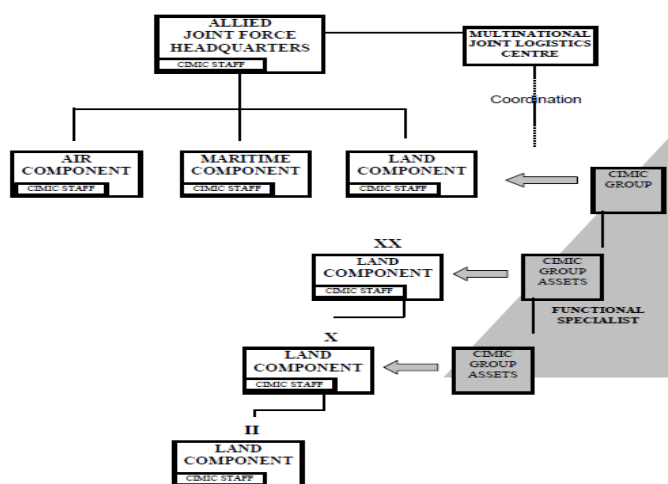 ALLIED
JOINT FORCE
HEADQUARTERS
CIMIC STAFF
MULTINATIONAL
JOINT LOGISTICS
CENTRE
Coordination
AIR
COMPONENT
CIMIC STAFF
MARITIME
COMPONENT
CIMIC STAFF
LAND
COMPONENT
CIMIC STAFF
CIMIC
GROUP
XX
LAND
COMPONENT
CIMIC STAFF
CIMIC
GROUP
ASSETS
FUNCTIONAL
SPECIALIST
X
LAND
COMPONENT
CIMIC STAFF
CIMIC
GROUP
ASSETS
II
LAND
COMPONENT
CIMIC STAFF